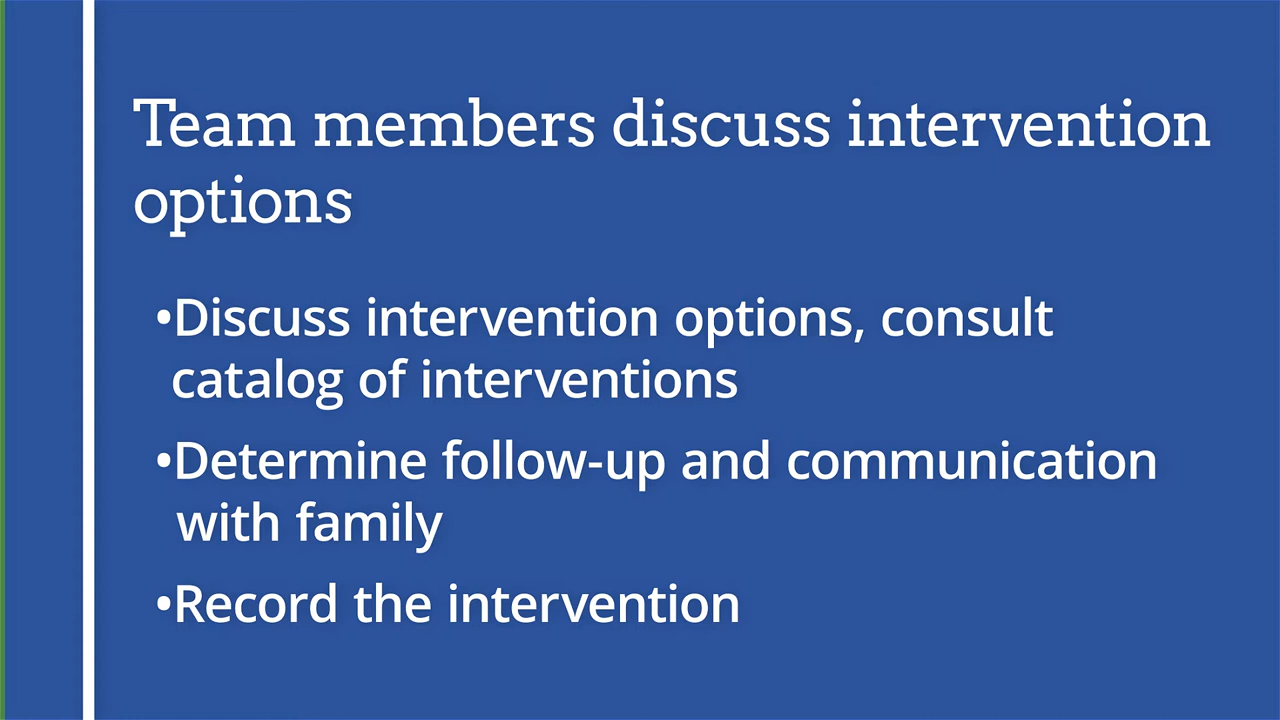 Team members discuss intervention
options
•Discuss intervention options, consult
catalog of interventions
•Determine follow-up and communication
with family
•Record the intervention